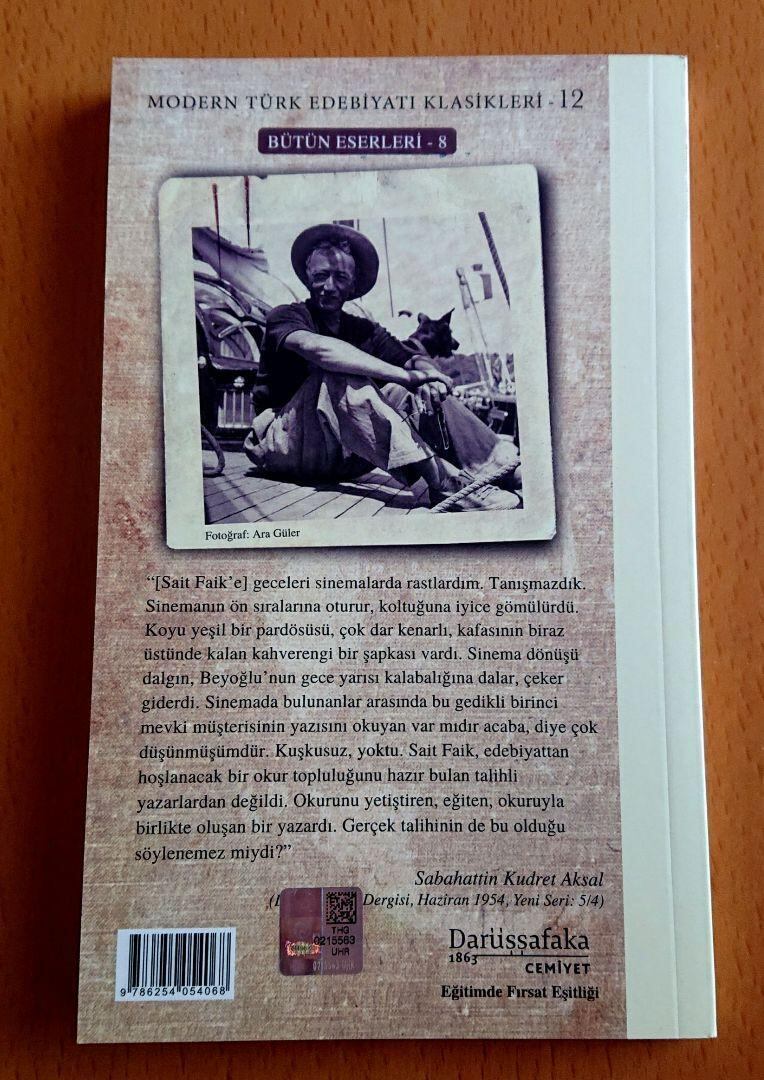 MODERN TÜRK EDEBİYATI KLASİKLERİ - 12
BÜTÜN ESERLERİ - 8
Fotoğraf: Ara Güler
“[Sait Faik’e] geceleri sinemalarda rastlardım. Tanışmazdık.
Sinemanın ön sıralarına oturur, koltuğuna iyice gömülürdü.
Koyu yeşil bir pardösüsü, çok dar kenarlı, kafasının biraz
üstünde kalan kahverengi bir şapkası vardı. Sinema dönüşü
dalgın, Beyoğlu’nun gece yarısı kalabalığına dalar, çeker
giderdi. Sinemada bulunanlar arasında bu gedikli birinci
mevki müşterisinin yazısını okuyan var mıdır acaba, diye çok
düşünmüşümdür. Kuşkusuz, yoktu. Sait Faik, edebiyattan
hoşlanacak bir okur topluluğunu hazır bulan talihli
yazarlardan değildi. Okurunu yetiştiren, eğiten, okuruyla
birlikte oluşan bir yazardı. Gerçek talihinin de bu olduğu
söylenemez miydi?”
Sabahattin Kudret Aksal
Dergisi, Haziran 1954, Yeni Seri: 5/4)
THG
0215563
UHR
Darüşşafaka
1863
CEMİYET
Eğitimde Fırsat Eşitliği
9 786254 054068